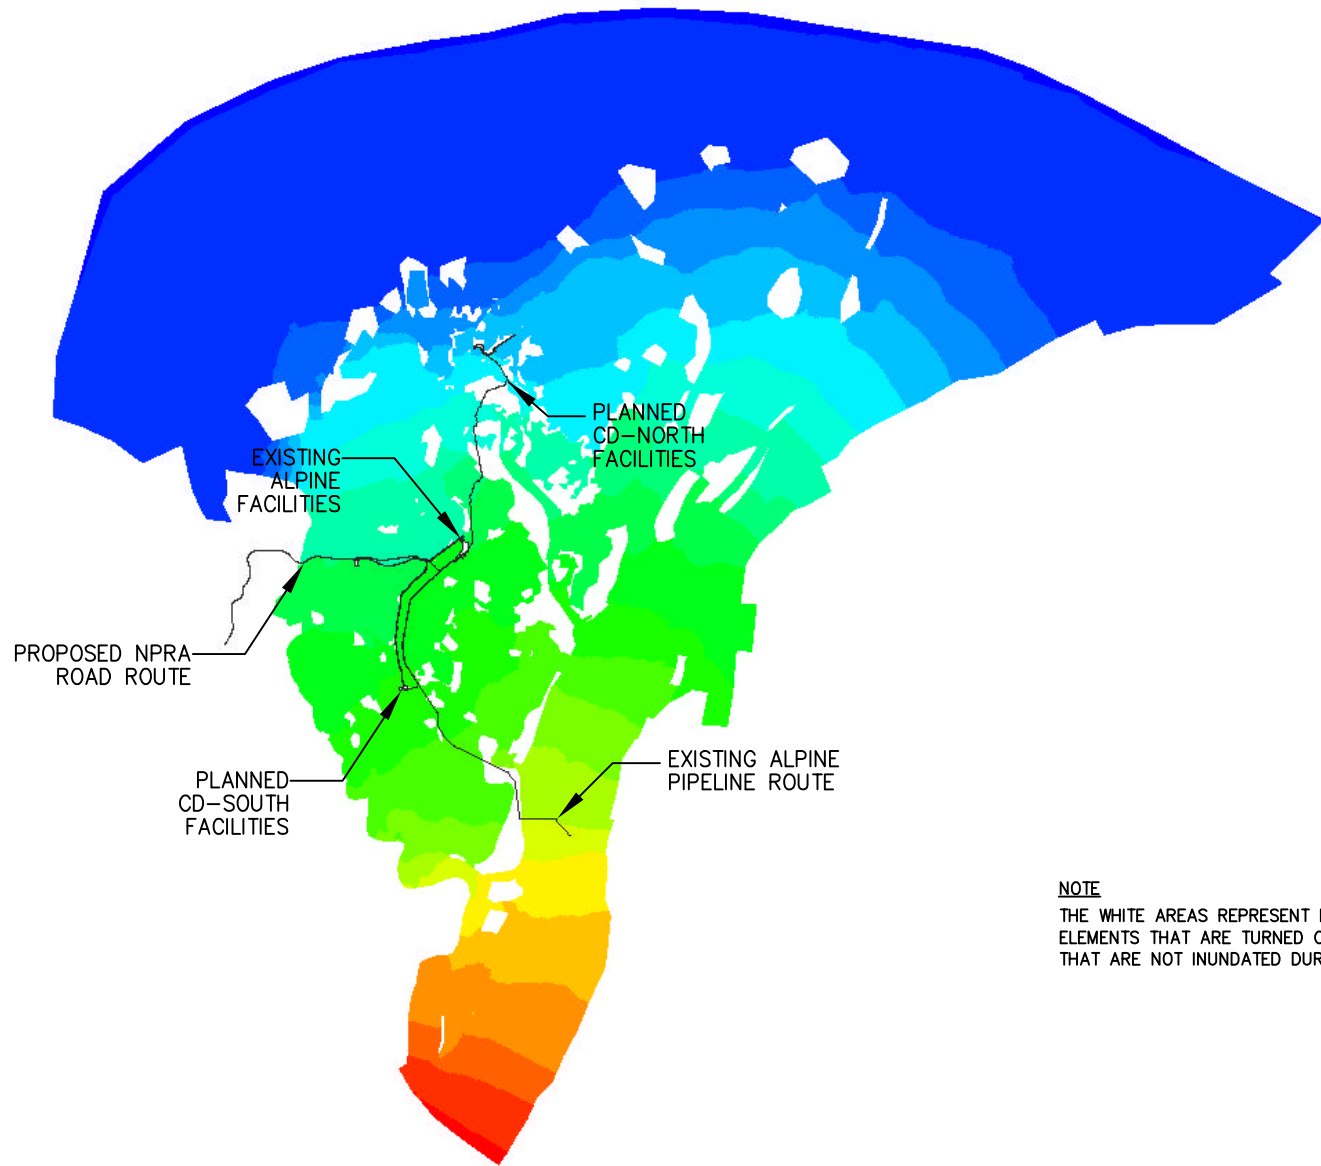 PLANNED
CD-NORTH
FACILITIES
EXISTING
ALPINE
FACILITIES
PROPOSED NPRA
ROAD ROUTE
PLANNED
CD-SOUTH
FACILITIES
EXISTING ALPINE
PIPELINE ROUTE
NOTE
THE WHITE AREAS REPRESENT
ELEMENTS THAT ARE TURNED
THAT ARE NOT INUNDATED